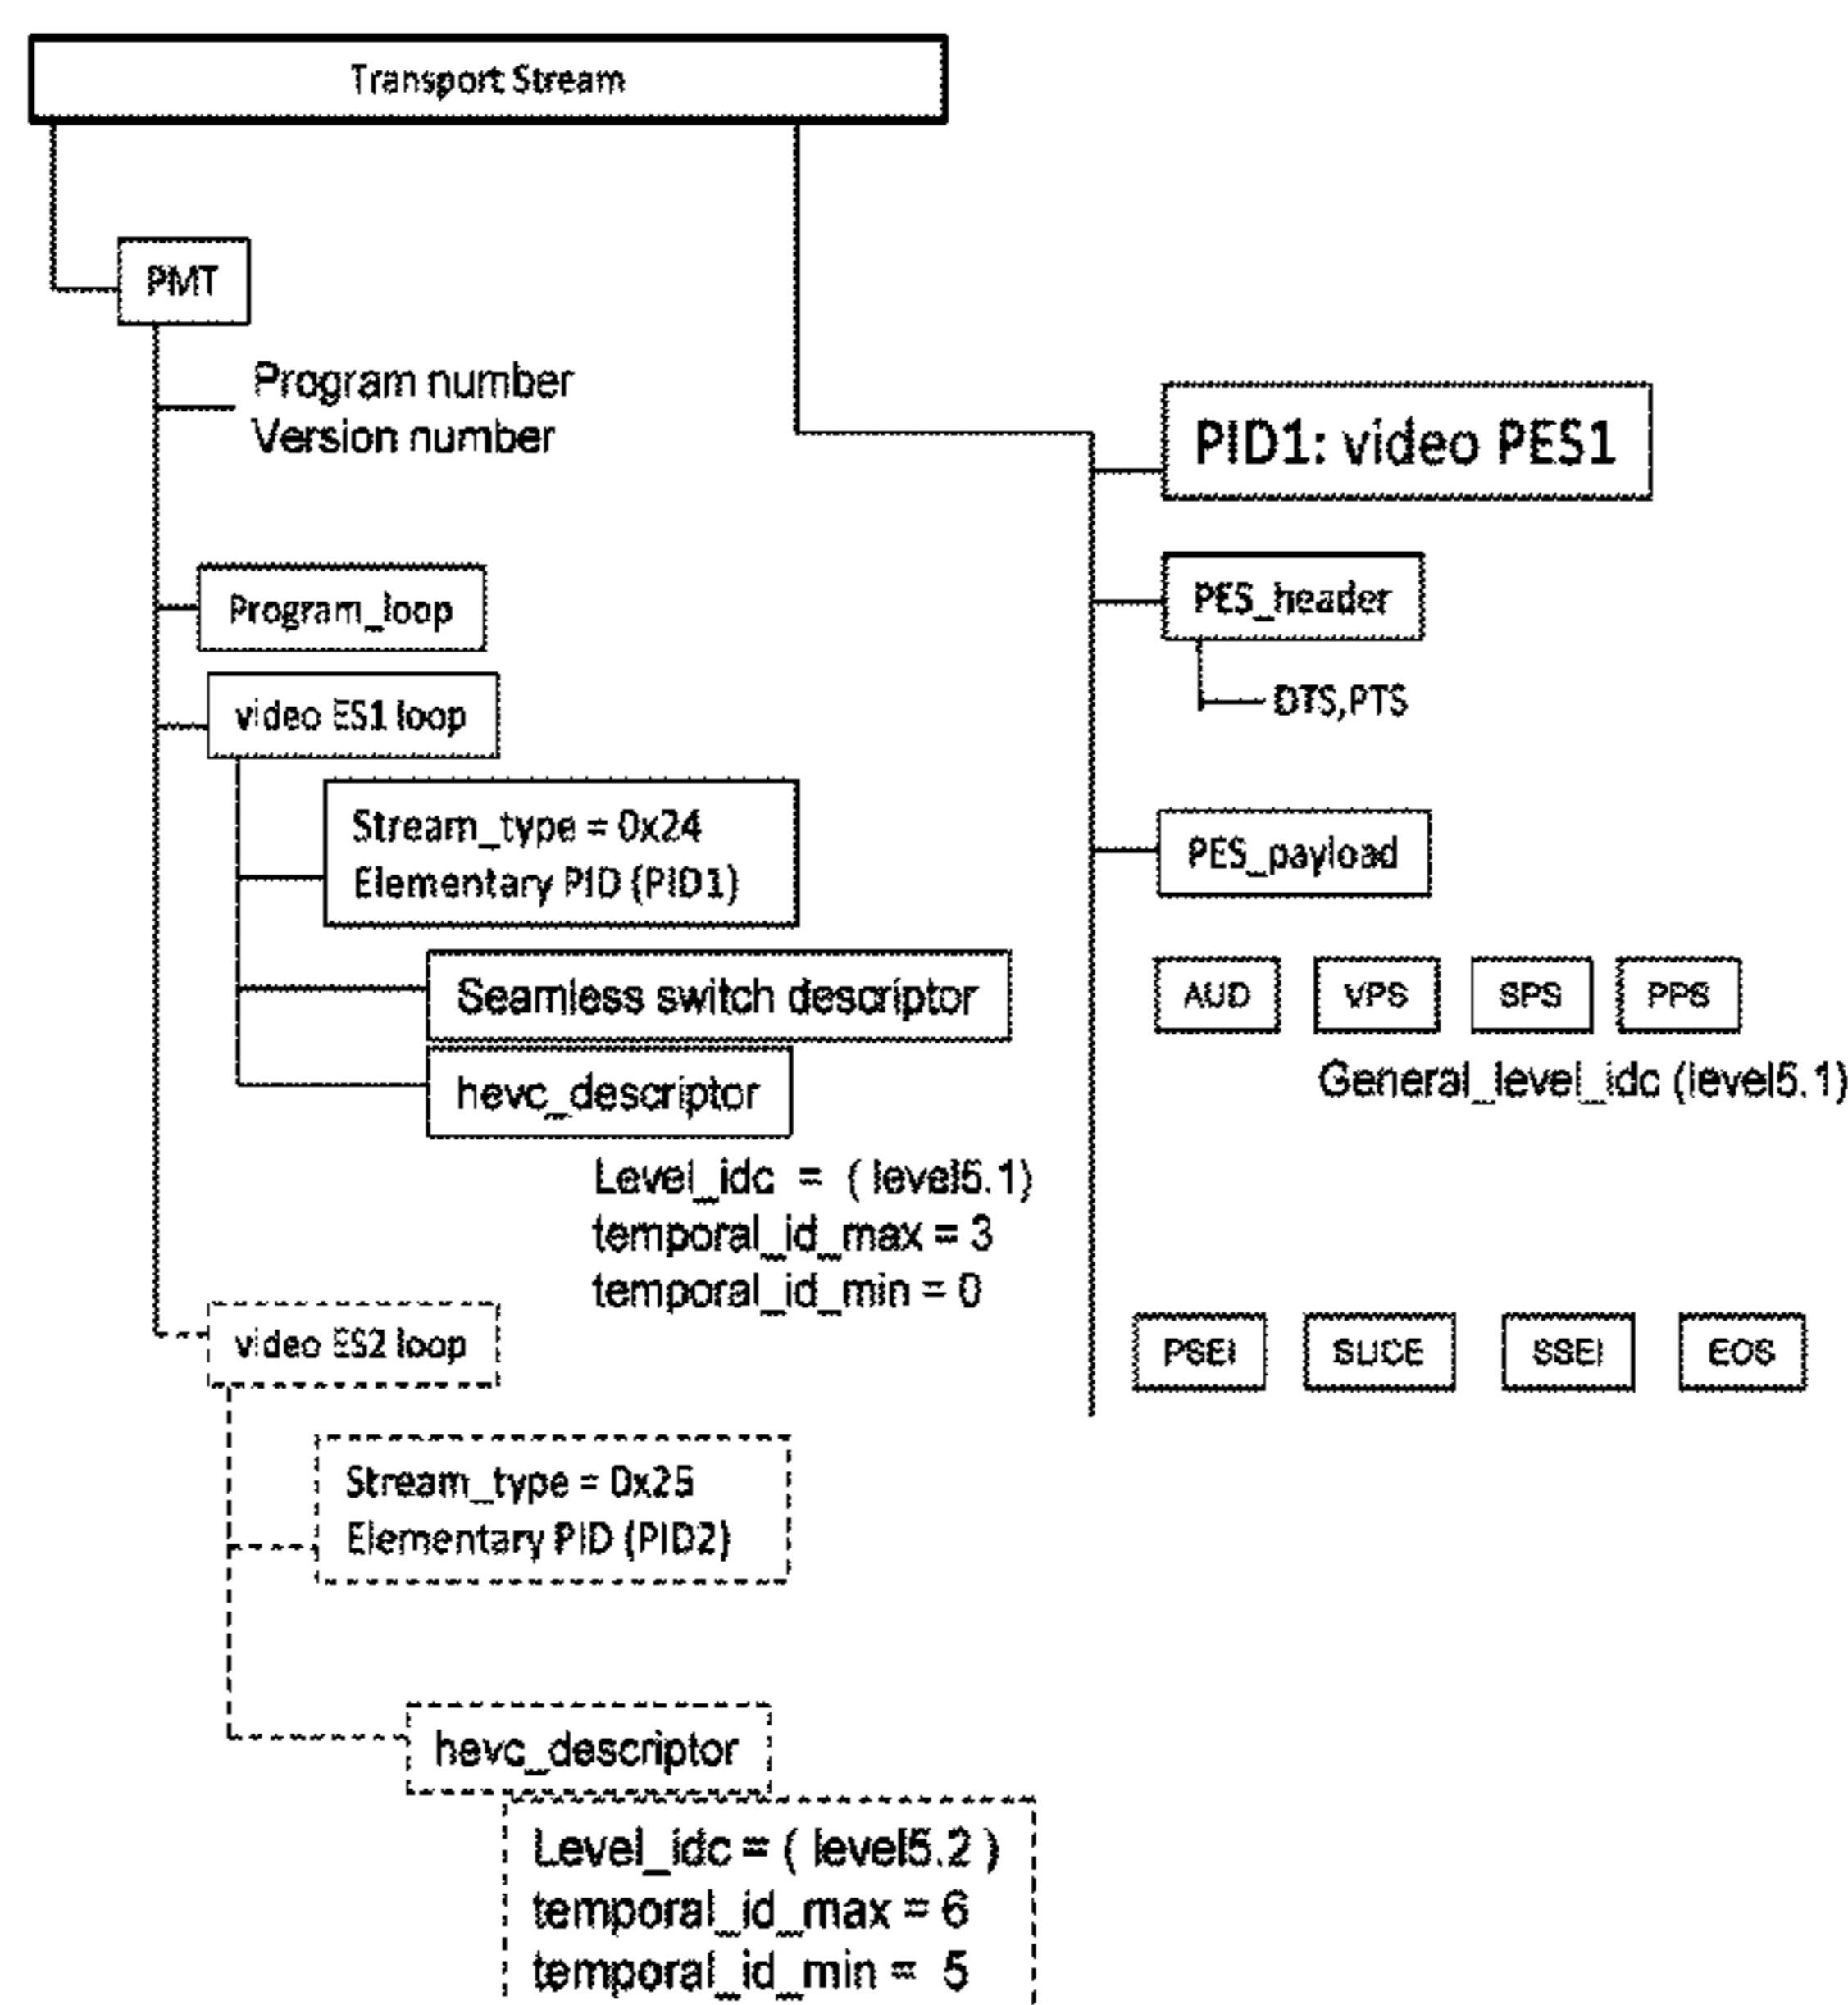 Transport Stream
PMT
Program number
Version number
Program_loop
video ES1 loop
Stream_type = 0x24
Elementary PID (PID1)
Seamless switch descriptor
hevc_descriptor
Level_idc = ( level5.1)
temporal_id_max = 3
temporal_id_min = 0
video ES2 loop
Stream_type = 0x25
Elementary PID (PID2)
hevc_descriptor
Level_idc = ( level5.2 )
temporal_id_max = 6
temporal_id_min = 5
PID1: video PES1
PES_header
DTS,PTS
PES_payload
AUD VPS SPS PPS
General_level_idc (level5.1)
PSEI SLICE SSEI EOS